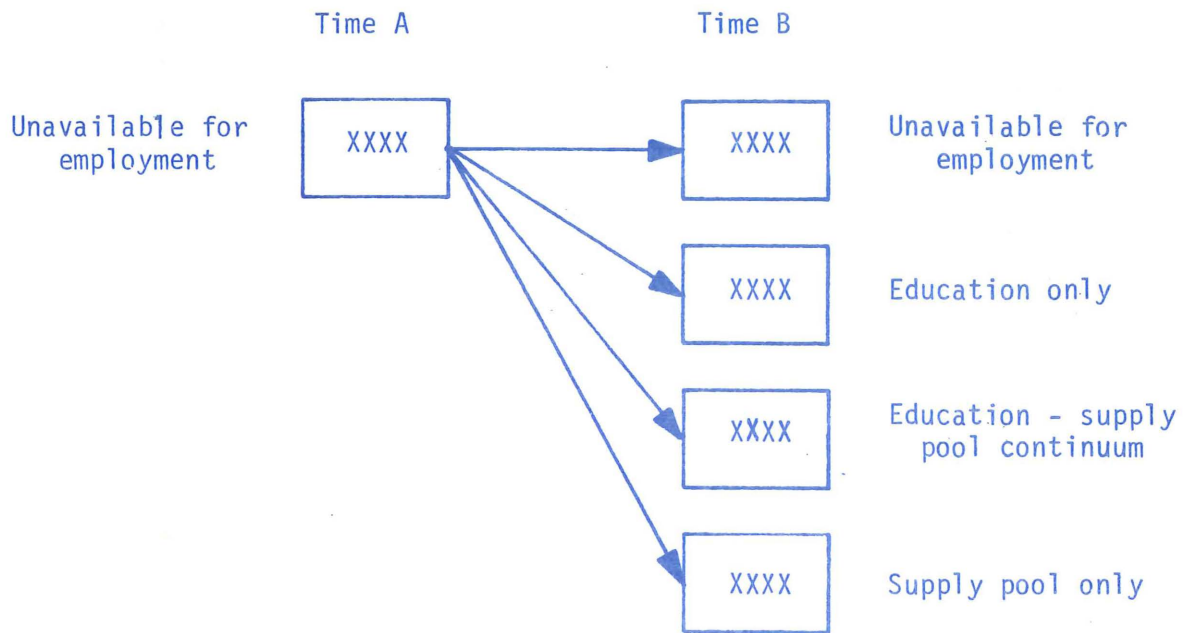 Time A
Time B
Unavailable for
employment
XXXX
XXXX
Unavailable for
employment
XXXX
Education only
XXXX
Education - supply
pool continuum
XXXX
Supply pool only